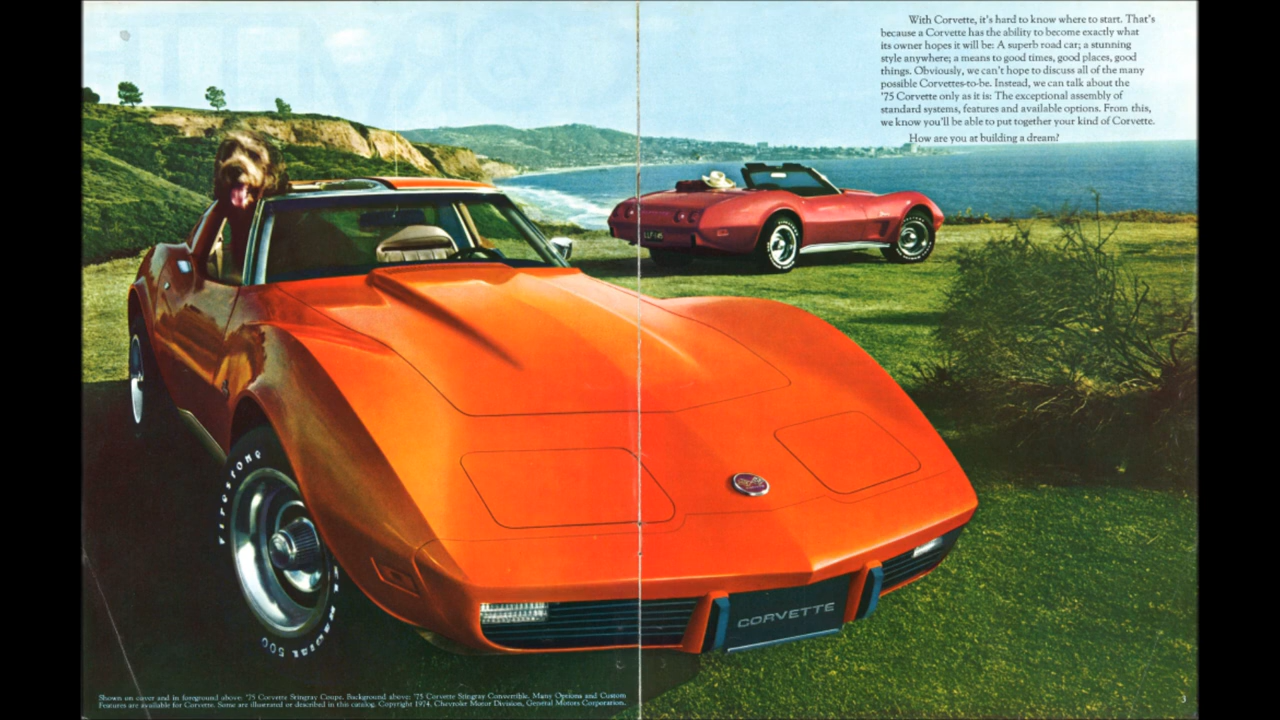 With Corvette, it's hard to know where to start. That's
because a Corvette has the ability to become exactly what
its owner hopes it will be: A superb road car; a stunning
style anywhere; a means to good times, good places, good
things. Obviously, we can't hope to discuss all of the many
possible Corvettes-to-be. Instead, we can talk about the
'75 Corvette only as it is: The exceptional assembly of
standard systems, features and available options. From this,
we know you'll be able to put together your kind of Corvette.
How are you at building a dream?
Firestone
500
CORVETTE
Shown on cover and in foreground above: '75 Corvette Stingray Coupe. Background above: '75 Corvette Stingray Convertible. Many Options and Custom
Features are available for Corvette. Some are illustrated or described in this catalog. Copyright 1974, Chevrolet Motor Division, General Motors Corporation.
3